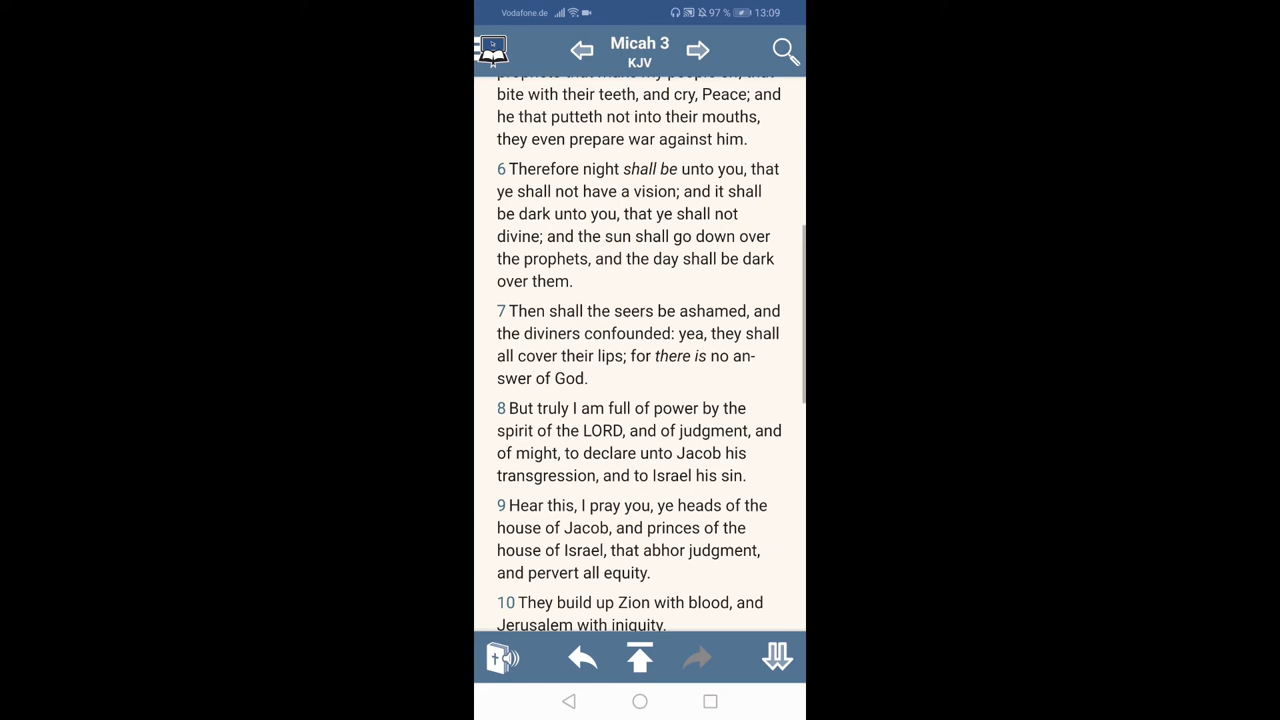 Vodafone.de
97 %
13:09
Micah 3
KJV
prophets that make my people err, that
bite with their teeth, and cry, Peace; and
he that putteth not into their mouths,
they even prepare war against him.
6 Therefore night shall be unto you, that
ye shall not have a vision; and it shall
be dark unto you, that ye shall not
divine; and the sun shall go down over
the prophets, and the day shall be dark
over them.
7 Then shall the seers be ashamed, and
the diviners confounded: yea, they shall
all cover their lips; for there is no an-
swer of God.
8 But truly I am full of power by the
spirit of the LORD, and of judgment, and
of might, to declare unto Jacob his
transgression, and to Israel his sin.
9 Hear this, I pray you, ye heads of the
house of Jacob, and princes of the
house of Israel, that abhor judgment,
and pervert all equity.
10 They build up Zion with blood, and
Jerusalem with iniquity.